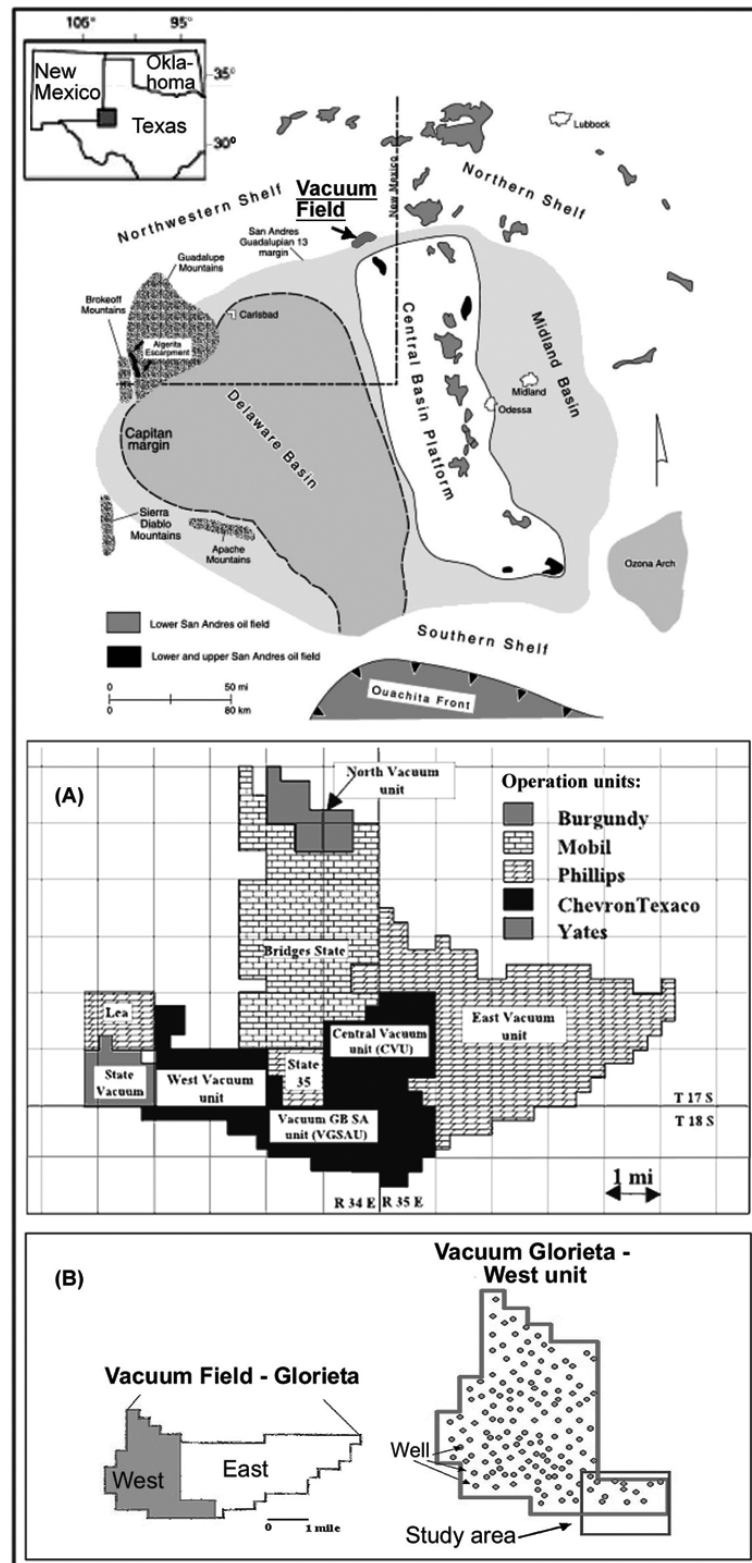 105°
95°
New
Mexico
Okla-
homa
35°
Texas
30°
Lubbock
New Mexico
Northern Shelf
Northwestern Shelf
Vacuum
Field
San Andres
Guadalupian 13
margin
Guadalupe
Mountains
Brokeoff
Mountains
Algerita
Escarpment
Carlsbad
Central Basin Platform
Midland Basin
Midland
Odessa
Delaware Basin
Capitan
margin
Sierra
Diablo
Mountains
Apache
Mountains
Ozona Arch
Lower San Andres oil field
Lower and upper San Andres oil field
Southern Shelf
0 50 mi
0 80 km
Ouachita Front
(A)
North Vacuum
unit
Operation units:
Burgundy
Mobil
Phillips
ChevronTexaco
Yates
Bridges State
Lea
Central Vacuum
unit (CVU)
East Vacuum
unit
State
Vacuum
West Vacuum
unit
State
35
T 17 S
T 18 S
Vacuum GB SA
unit (VGSAU)
1 mi
R 34 E
R 35 E
(B)
Vacuum Glorieta -
West unit
Vacuum Field - Glorieta
West
East
0 1 mile
Well
Study area